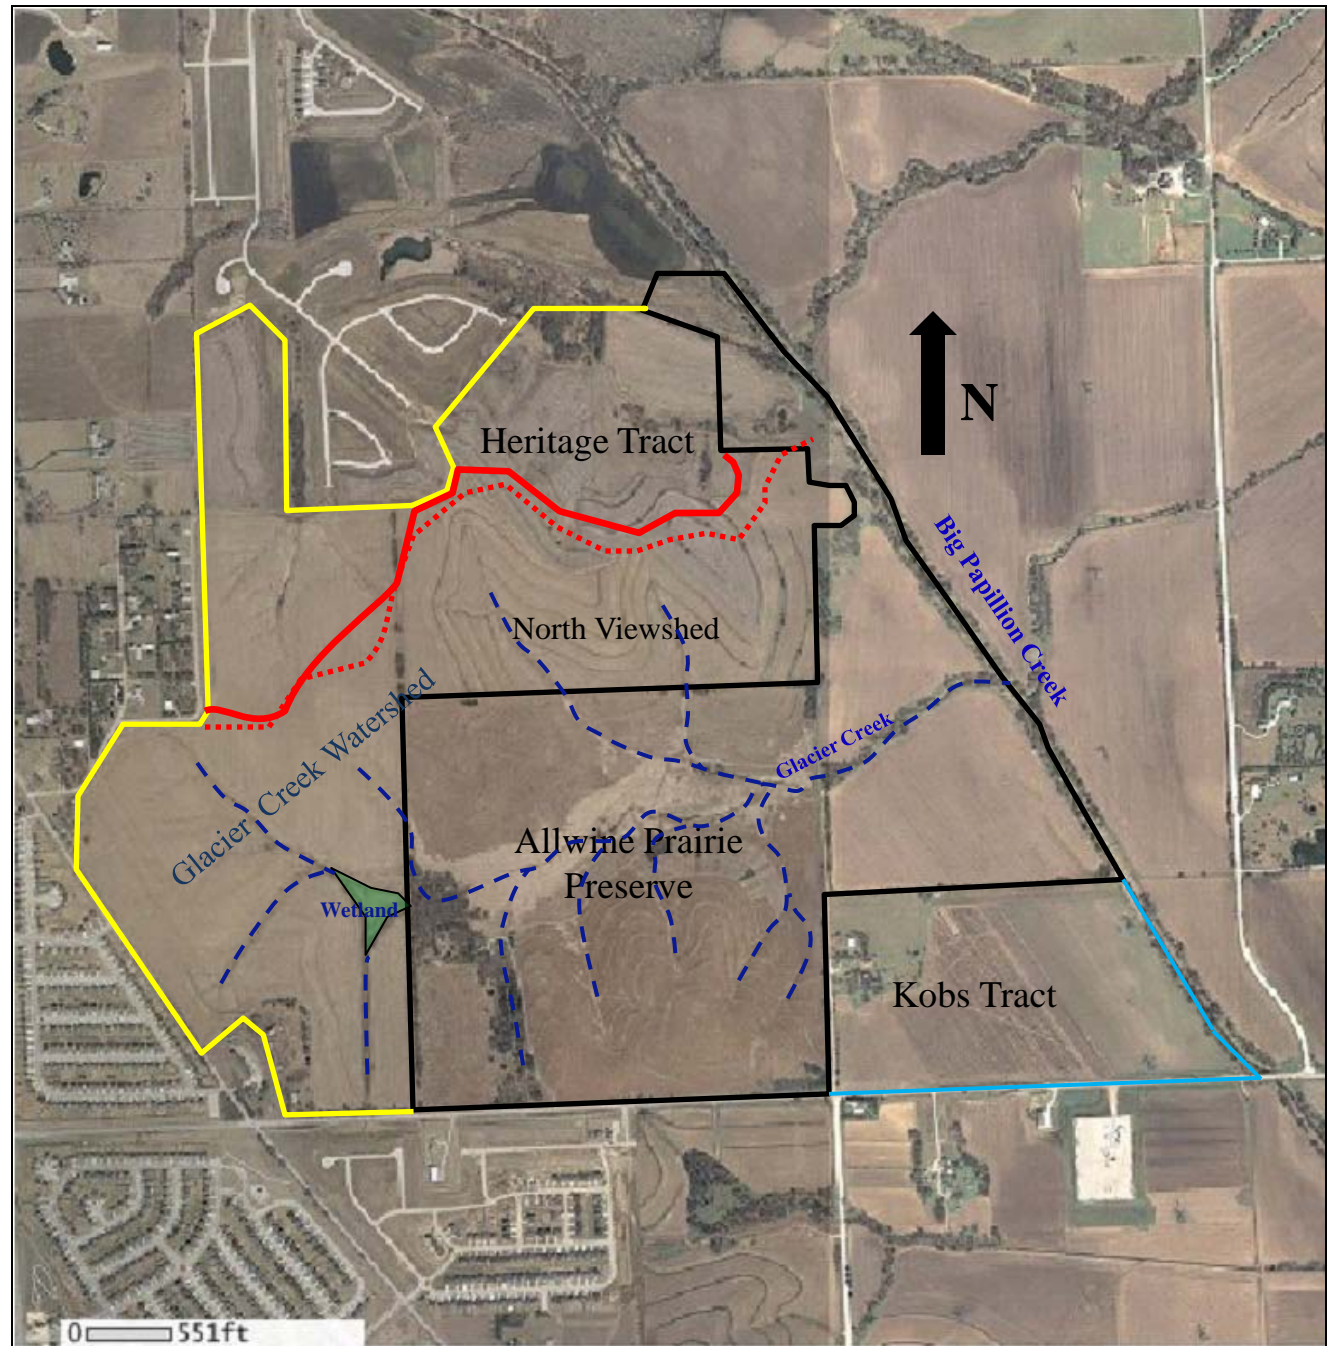 N
Heritage Tract
Big Papillion Creek
North Viewshed
Glacier Creek Watershed
Glacier Creek
Allwine Prairie
Preserve
Wetland
Kobs Tract
0 551ft